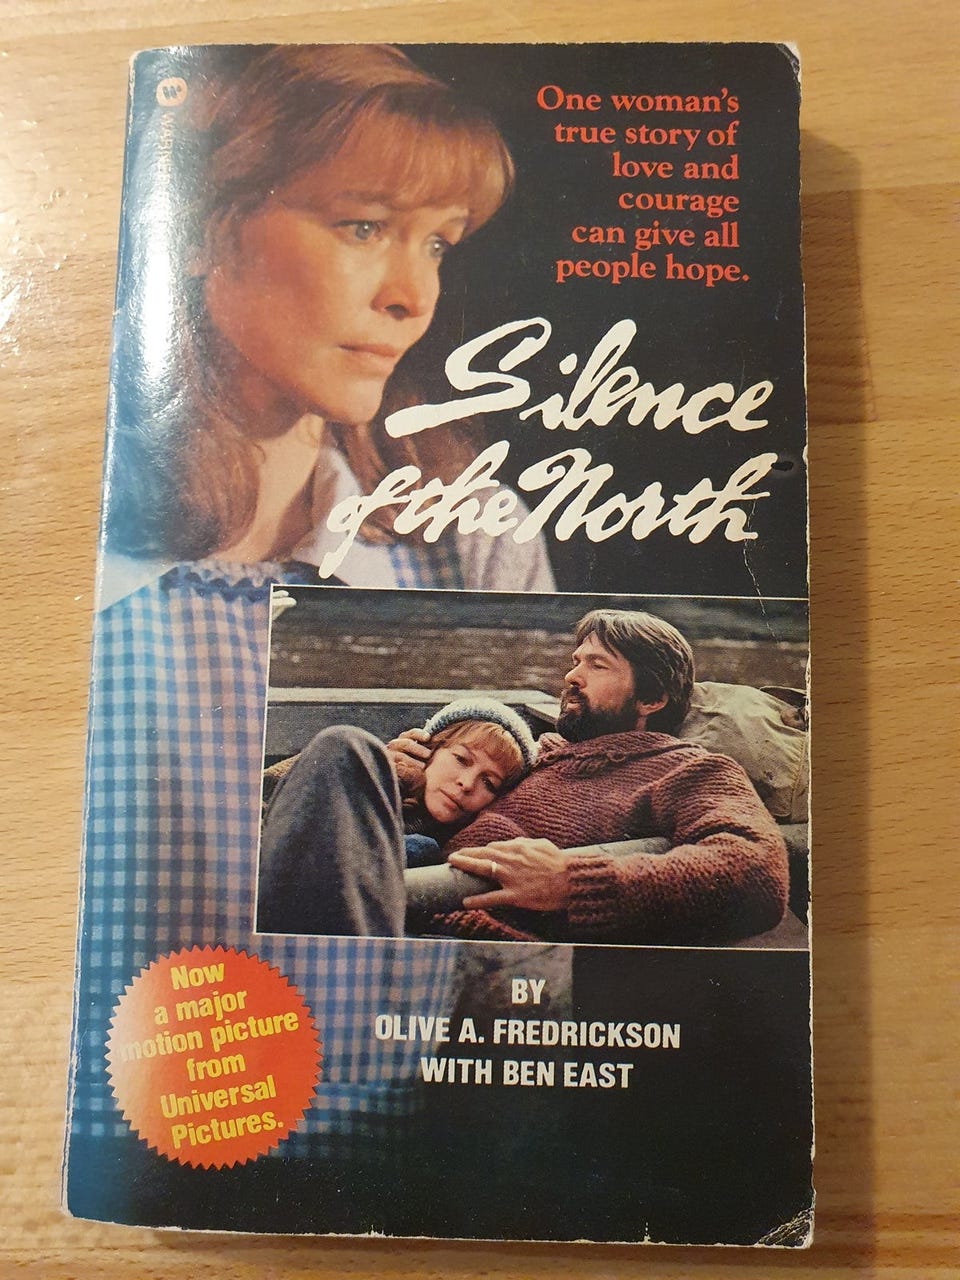 One woman's
true story of
love and
courage
can give all
people hope.
Silence
of the North
BY
OLIVE A. FREDRICKSON
WITH BEN EAST
Now
a major
motion picture
from
Universal
Pictures.